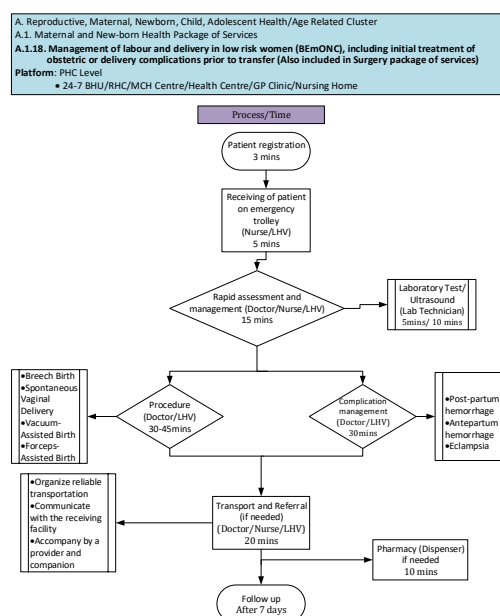 A. Reproductive, Maternal, Newborn, Child, Adolescent Health/Age Related Cluster
A.1. Maternal and New-born Health Package of Services
A.1.18. Management of labour and delivery in low risk women (BEmONC), including initial treatment of
obstetric or delivery complications prior to transfer (Also included in Surgery package of services)
Platform: PHC Level
• 24-7 BHU/RHC/MCH Centre/Health Centre/GP Clinic/Nursing Home
Process/Time
Patient registration
3 mins
Receiving of patient
on emergency
trolley
(Nurse/LHV)
5 mins
Rapid assessment and
management (Doctor/Nurse/LHV)
15 mins
Laboratory Test/
Ultrasound
(Lab Technician)
5mins/ 10 mins
•Breech Birth
•Spontaneous
Vaginal
Delivery
•Vacuum-
Assisted Birth
•Forceps-
Assisted Birth
Procedure
(Doctor/LHV)
30-45mins
Complication
management
(Doctor/LHV)
30mins
•Post-partum
hemorrhage
•Antepartum
hemorrhage
•Eclampsia
•Organize reliable
transportation
•Communicate
with the receiving
facility
•Accompany by a
provider and
companion
Transport and Referral
(if needed)
(Doctor/Nurse/LHV)
20 mins
Pharmacy (Dispenser)
if needed
10 mins
Follow up
After 7 days